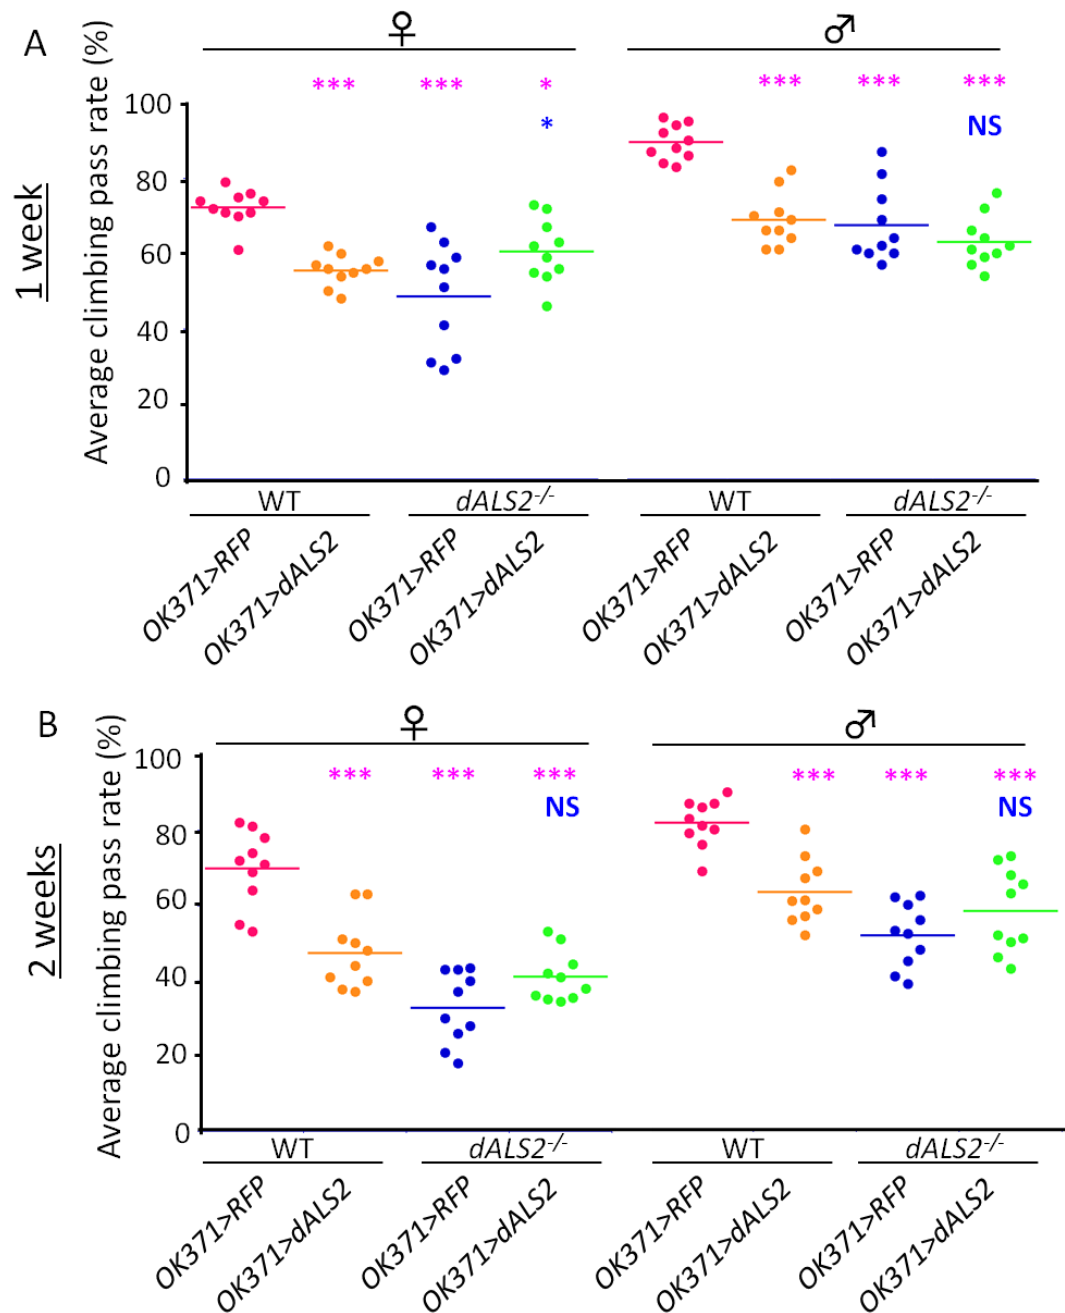 A
♀ ♂
*** *** * *** *** ***
* NS
1 week
Average climbing pass rate (%)
100
80
60
40
20
0
WT dALS2-/- WT dALS2-/-
OK371>RFP OK371>dALS2 OK371>RFP OK371>dALS2 OK371>RFP OK371>dALS2 OK371>RFP OK371>dALS2
B
♀ ♂
*** *** *** *** *** ***
NS NS
2 weeks
Average climbing pass rate (%)
100
80
60
40
20
0
WT dALS2-/- WT dALS2-/-
OK371>RFP OK371>dALS2 OK371>RFP OK371>dALS2 OK371>RFP OK371>dALS2 OK371>RFP OK371>dALS2